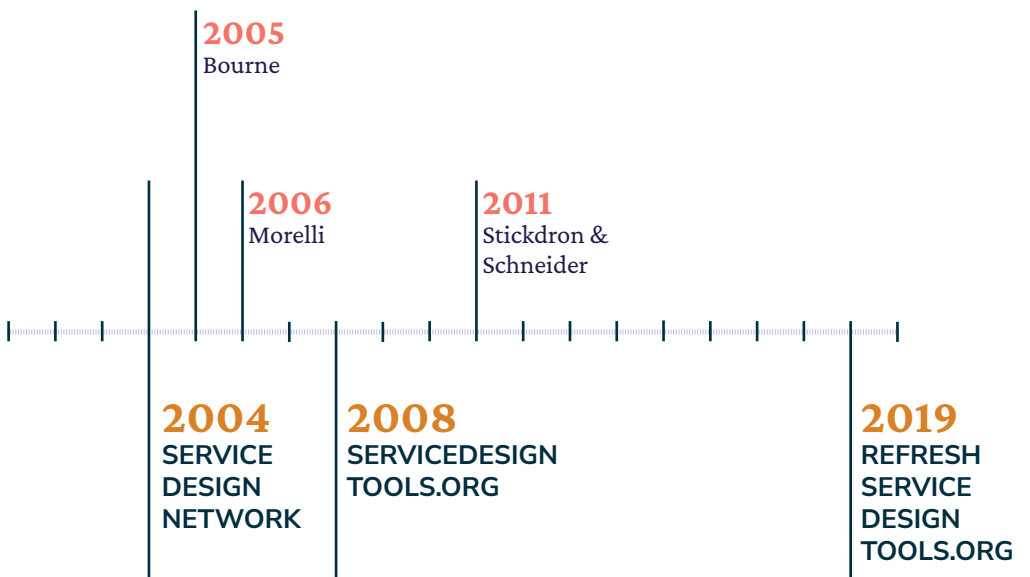 2005
Bourne
2006
Morelli
2011
Stickdron &
Schneider
2004
SERVICE
DESIGN
NETWORK
2008
SERVICEDESIGN
TOOLS.ORG
2019
REFRESH
SERVICE
DESIGN
TOOLS.ORG